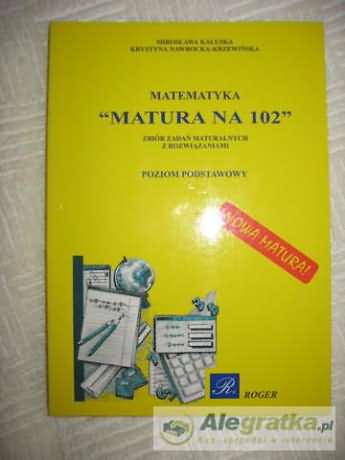 MIROSŁAWA KAŁUSKA
KRYSTYNA NAWROCKA-KRZEWIŃSKA
MATEMATYKA
“MATURA NA 102”
ZBIÓR ZADAŃ MATURALNYCH
Z ROZWIĄZANIAMI
POZIOM PODSTAWOWY
NOWA MATURA!
R.
ROGER
Alegratka.pl